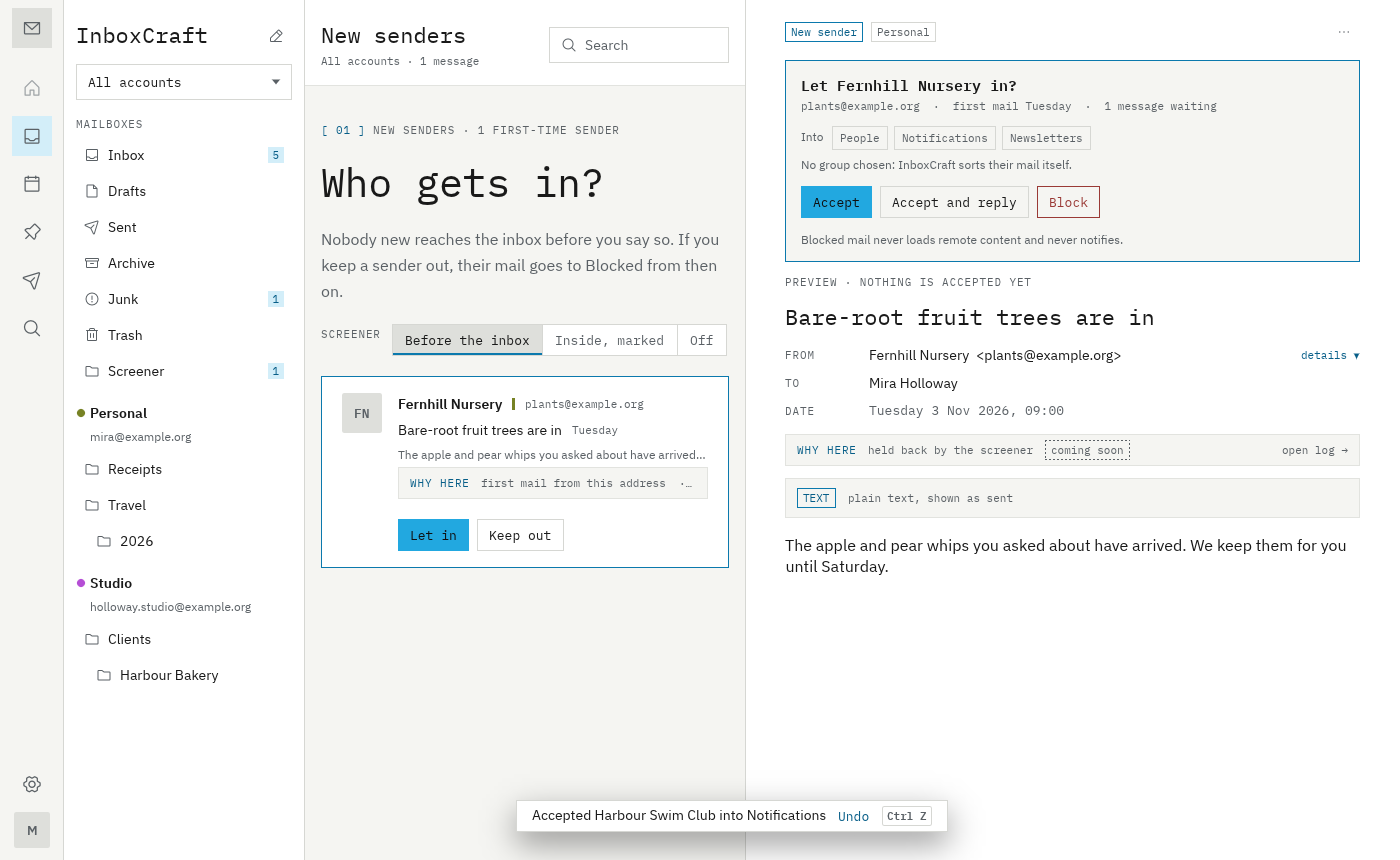 InboxCraft
All accounts
MAILBOXES
Inbox 5
Drafts
Sent
Archive
Junk 1
Trash
Screener 1
Personal
mira@example.org
Receipts
Travel
2026
Studio
holloway.studio@example.org
Clients
Harbour Bakery
M
New senders
All accounts · 1 message
Search
[ 01 ] NEW SENDERS · 1 FIRST-TIME SENDER
Who gets in?
Nobody new reaches the inbox before you say so. If you
keep a sender out, their mail goes to Blocked from then
on.
SCREENER Before the inbox Inside, marked Off
FN
Fernhill Nursery plants@example.org
Bare-root fruit trees are in Tuesday
The apple and pear whips you asked about have arrived…
WHY HERE first mail from this address ·…
Let in Keep out
New sender Personal ···
Let Fernhill Nursery in?
plants@example.org · first mail Tuesday · 1 message waiting
Into People Notifications Newsletters
No group chosen: InboxCraft sorts their mail itself.
Accept Accept and reply Block
Blocked mail never loads remote content and never notifies.
PREVIEW · NOTHING IS ACCEPTED YET
Bare-root fruit trees are in
FROM Fernhill Nursery <plants@example.org> details ▾
TO Mira Holloway
DATE Tuesday 3 Nov 2026, 09:00
WHY HERE held back by the screener coming soon open log →
TEXT plain text, shown as sent
The apple and pear whips you asked about have arrived. We keep them for you
until Saturday.
Accepted Harbour Swim Club into Notifications Undo Ctrl Z